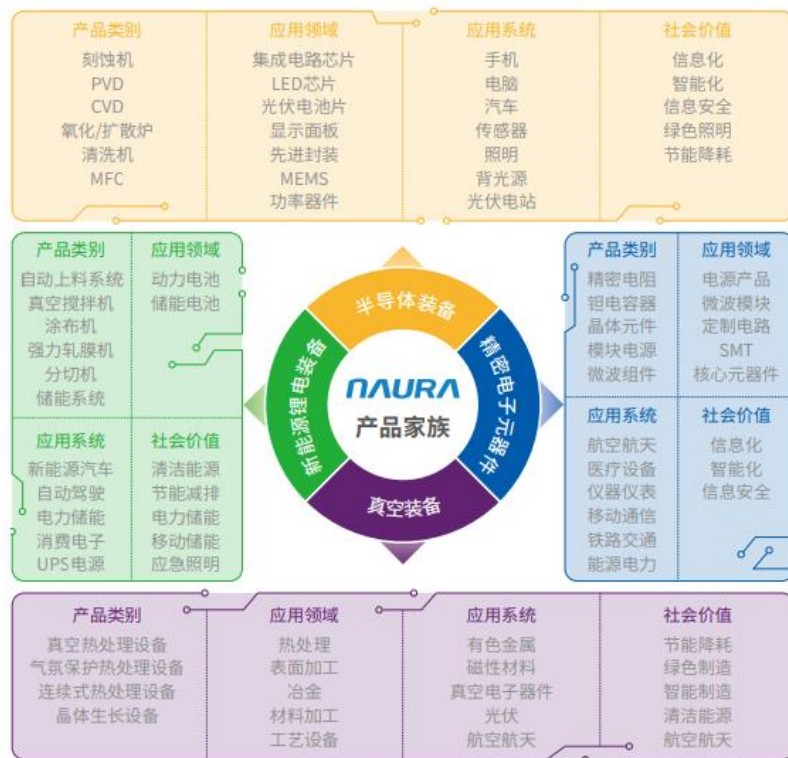 产品类别
刻蚀机
PVD
CVD
氧化/扩散炉
清洗机
MFC
应用领域
集成电路芯片
LED芯片
光伏电池片
显示面板
先进封装
MEMS
功率器件
应用系统
手机
电脑
汽车
传感器
照明
背光源
光伏电站
社会价值
信息化
智能化
信息安全
绿色照明
节能降耗
产品类别
自动上料系统
真空搅拌机
涂布机
强力轧膜机
分切机
储能系统
应用领域
动力电池
储能电池
应用系统
新能源汽车
自动驾驶
电力储能
消费电子
UPS电源
社会价值
清洁能源
节能减排
电力储能
移动储能
应急照明
半导体装备
新能源锂电装备
NAURA
产品家族
精密电子元器件
真空装备
产品类别
精密电阻
钽电容器
晶体元件
模块电源
微波组件
应用领域
电源产品
微波模块
定制电路
SMT
核心元器件
应用系统
航空航天
医疗设备
仪器仪表
移动通信
铁路交通
能源电力
社会价值
信息化
智能化
信息安全
产品类别
真空热处理设备
气氛保护热处理设备
连续式热处理设备
晶体生长设备
应用领域
热处理
表面加工
冶金
材料加工
工艺设备
应用系统
有色金属
磁性材料
真空电子器件
光伏
航空航天
社会价值
节能降耗
绿色制造
智能制造
清洁能源
航空航天